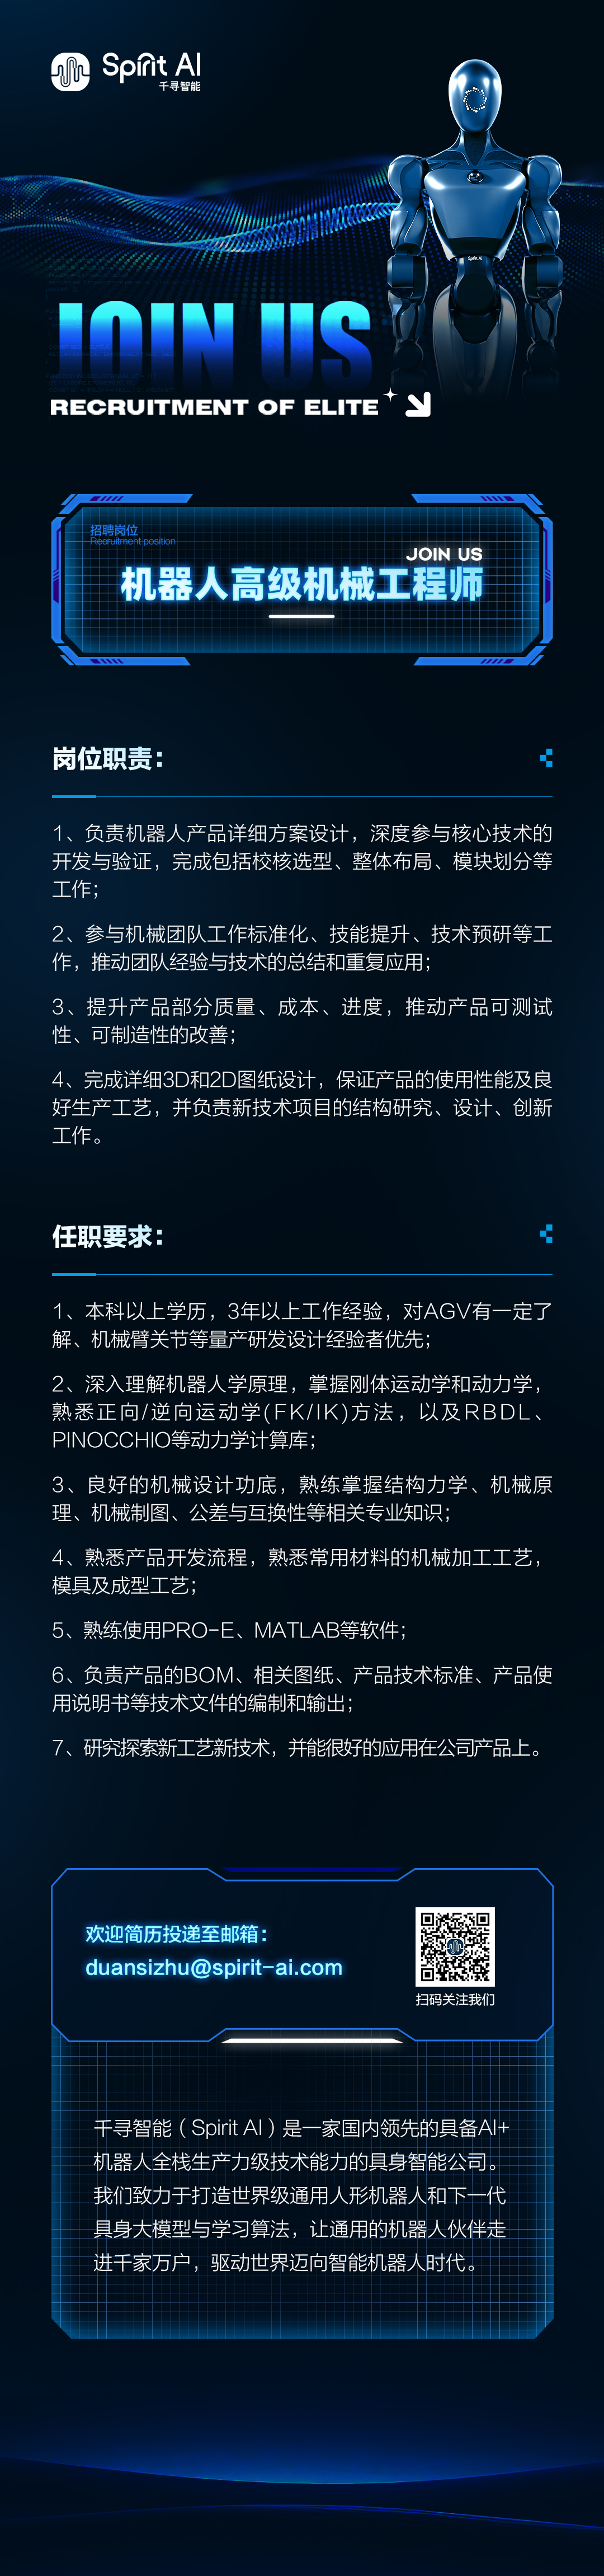 Spirit AI
千寻智能
Spirit AI
JOIN US
RECRUITMENT OF ELITE
招聘岗位
Recruitment position
JOIN US
机器人高级机械工程师
岗位职责：
1、负责机器人产品详细方案设计，深度参与核心技术的
开发与验证，完成包括校核选型、整体布局、模块划分等
工作；
2、参与机械团队工作标准化、技能提升、技术预研等工
作，推动团队经验与技术的总结和重复应用；
3、提升产品部分质量、成本、进度，推动产品可测试
性、可制造性的改善；
4、完成详细3D和2D图纸设计，保证产品的使用性能及良
好生产工艺，并负责新技术项目的结构研究、设计、创新
工作。
任职要求：
1、本科以上学历，3年以上工作经验，对AGV有一定了
解、机械臂关节等量产研发设计经验者优先；
2、深入理解机器人学原理，掌握刚体运动学和动力学，
熟悉正向/逆向运动学(FK/IK)方法，以及RBDL、
PINOCCHIO等动力学计算库；
3、良好的机械设计功底，熟练掌握结构力学、机械原
理、机械制图、公差与互换性等相关专业知识；
4、熟悉产品开发流程，熟悉常用材料的机械加工工艺，
模具及成型工艺；
5、熟练使用PRO-E、MATLAB等软件；
6、负责产品的BOM、相关图纸、产品技术标准、产品使
用说明书等技术文件的编制和输出；
7、研究探索新工艺新技术，并能很好的应用在公司产品上。
欢迎简历投递至邮箱：
duansizhu@spirit-ai.com
扫码关注我们
千寻智能（Spirit AI）是一家国内领先的具备AI+
机器人全栈生产力级技术能力的具身智能公司。
我们致力于打造世界级通用人形机器人和下一代
具身大模型与学习算法，让通用的机器人伙伴走
进千家万户，驱动世界迈向智能机器人时代。